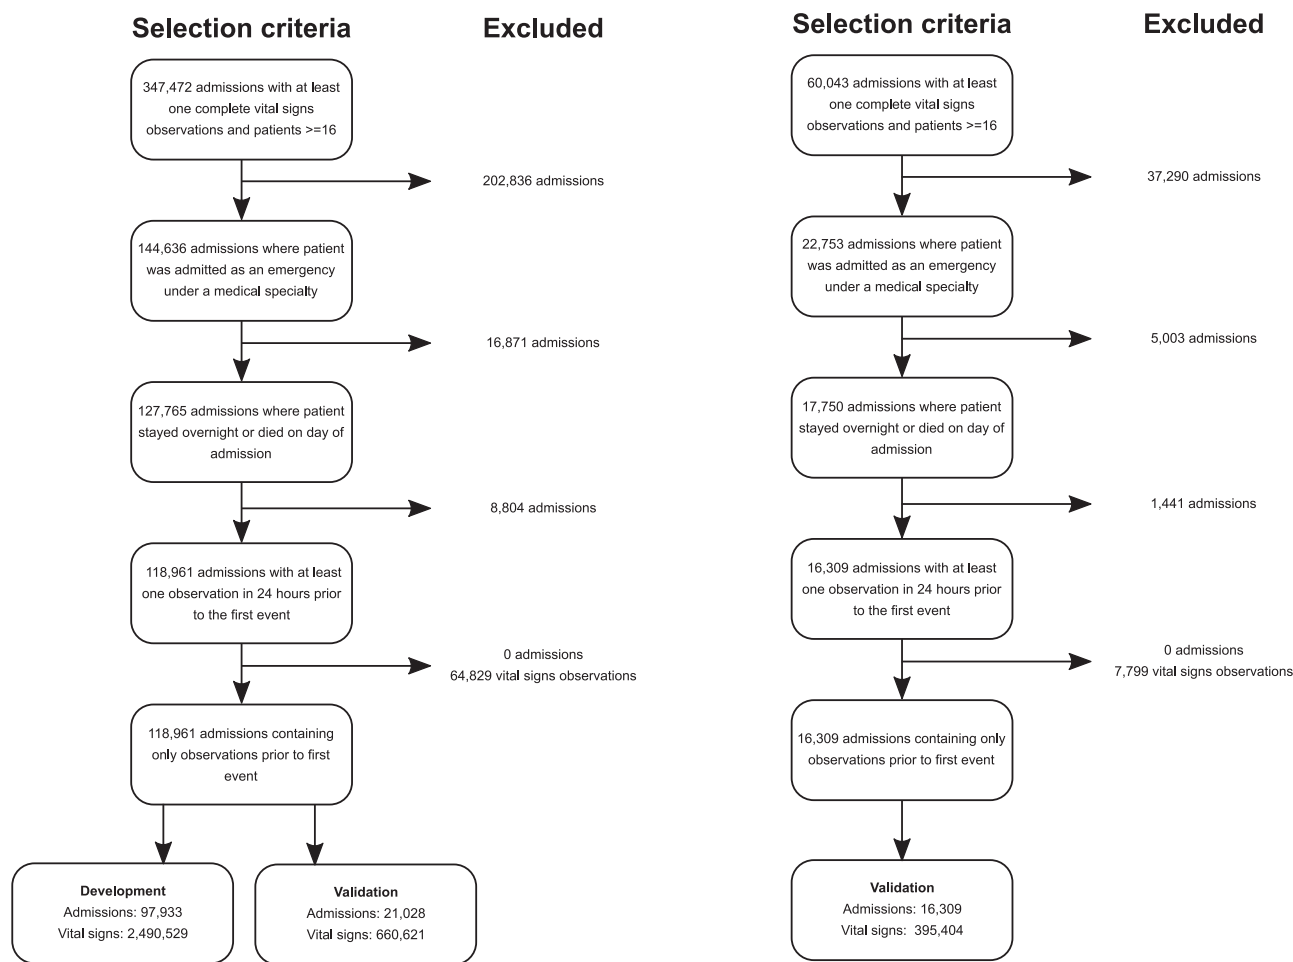 Selection criteria
Excluded
347,472 admissions with at least
one complete vital signs
observations and patients >=16
202,836 admissions
144,636 admissions where patient
was admitted as an emergency
under a medical specialty
16,871 admissions
127,765 admissions where patient
stayed overnight or died on day of
admission
8,804 admissions
118,961 admissions with at least
one observation in 24 hours prior
to the first event
0 admissions
64,829 vital signs observations
118,961 admissions containing
only observations prior to first
event
Development
Admissions: 97,933
Vital signs: 2,490,529
Validation
Admissions: 21,028
Vital signs: 660,621
Selection criteria
Excluded
60,043 admissions with at least
one complete vital signs
observations and patients >=16
37,290 admissions
22,753 admissions where patient
was admitted as an emergency
under a medical specialty
5,003 admissions
17,750 admissions where patient
stayed overnight or died on day of
admission
1,441 admissions
16,309 admissions with at least
one observation in 24 hours prior
to the first event
0 admissions
7,799 vital signs observations
16,309 admissions containing only
observations prior to first event
Validation
Admissions: 16,309
Vital signs: 395,404